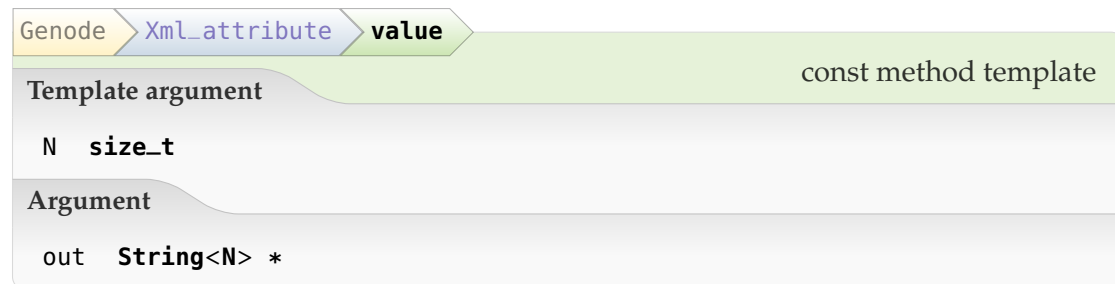 Genode Xml_attribute value
const method template
Template argument
N size_t
Argument
out String<N> *